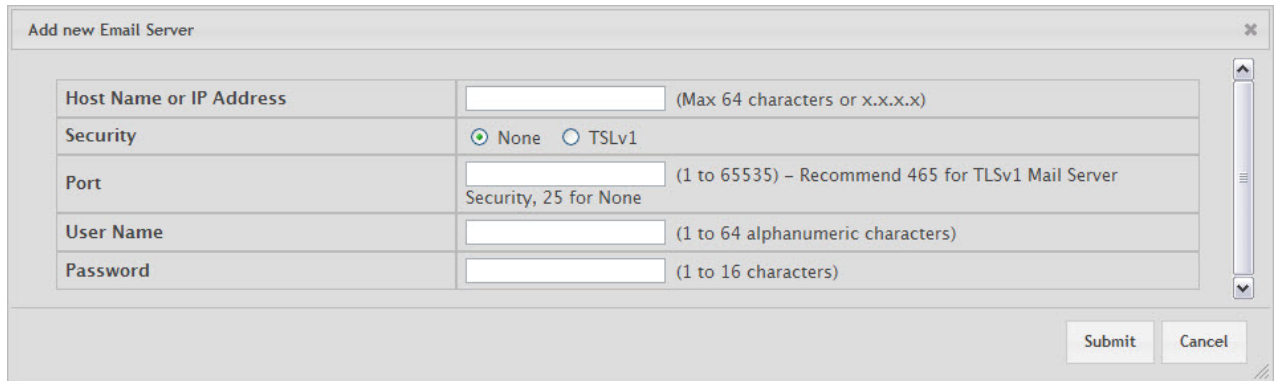 Add new Email Server
Host Name or IP Address (Max 64 characters or x.x.x.x)
Security None TSLv1
Port (1 to 65535) – Recommend 465 for TLSv1 Mail Server
Security, 25 for None
User Name (1 to 64 alphanumeric characters)
Password (1 to 16 characters)
Submit Cancel